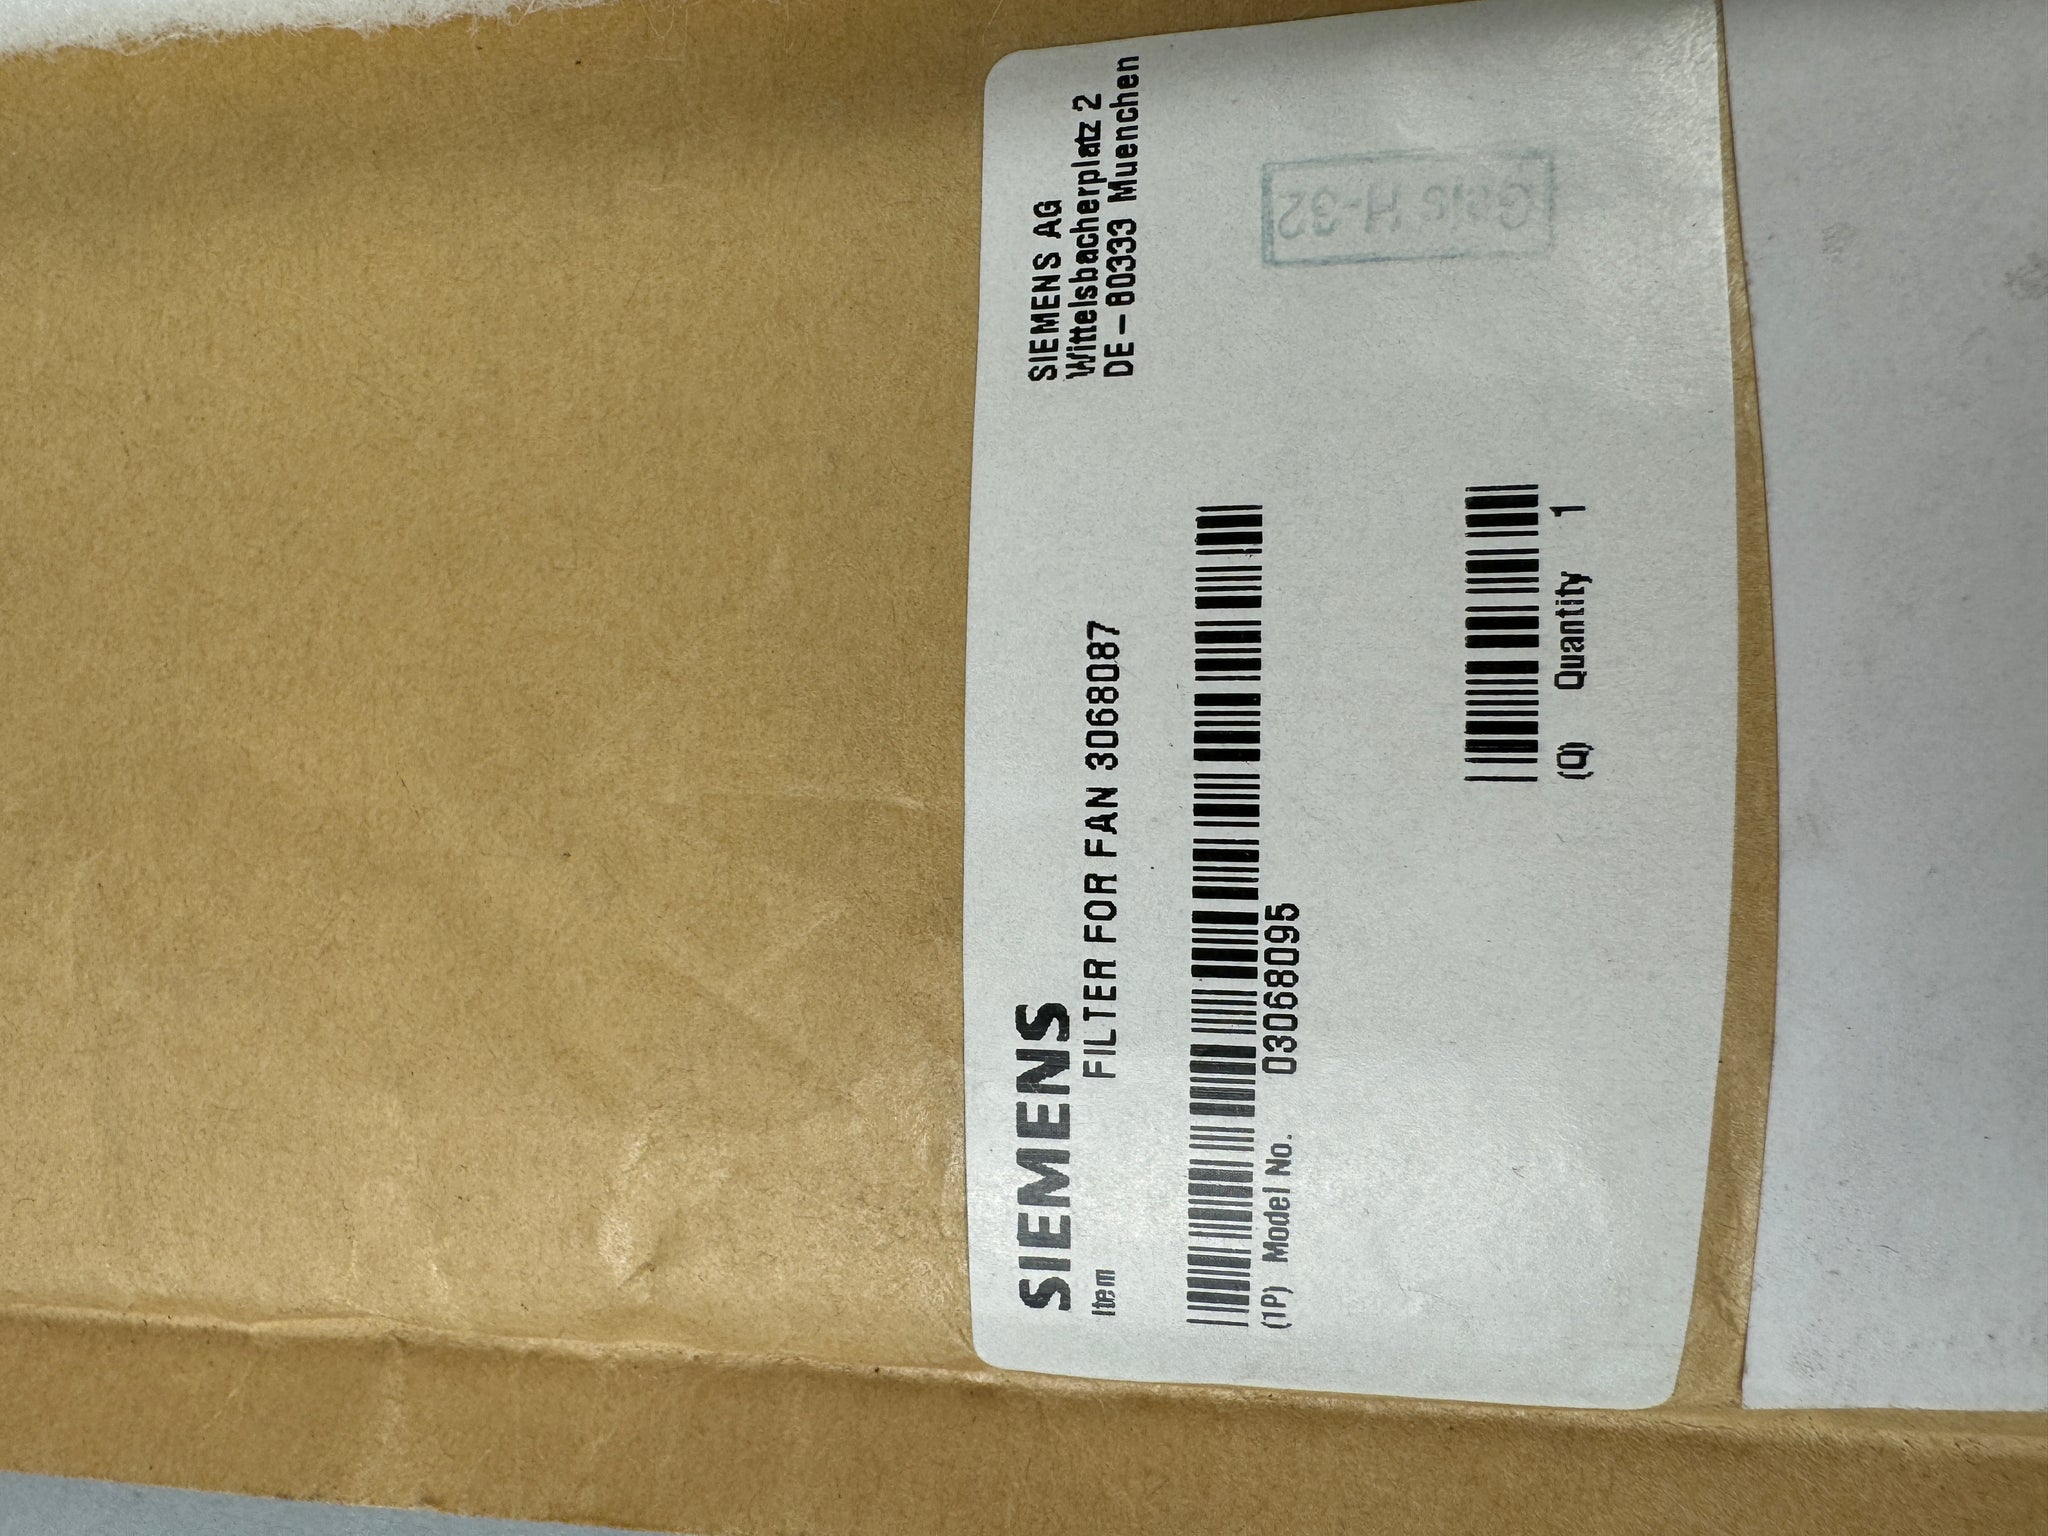 SIEMENS
SIEMENS AG
Wittelsbacherplatz 2
DE-80333 Muenchen
Item FILTER FOR FAN 3068087
(1P) Model No. 03068095
(Q) Quantity 1
H-32